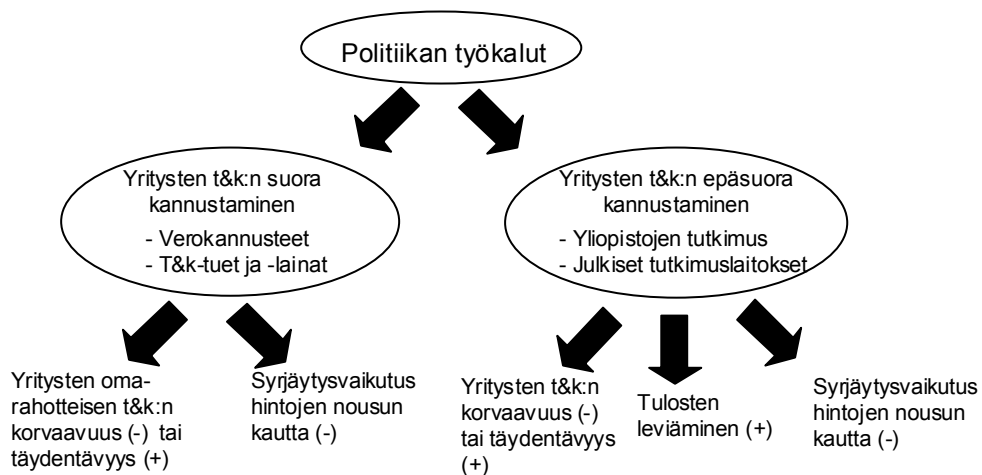 Politiikan työkalut
Yritysten t&k:n suora
kannustaminen
- Verokannusteet
- T&k-tuet ja -lainat
Yritysten t&k:n epäsuora
kannustaminen
- Yliopistojen tutkimus
- Julkiset tutkimuslaitokset
Yritysten oma-
rahotteisen t&k:n
korvaavuus (-) tai
täydentävyys (+)
Syrjäytysvaikutus
hintojen nousun
kautta (-)
Yritysten t&k:n
korvaavuus (-)
tai täydentävyys
(+)
Tulosten
leviäminen (+)
Syrjäytysvaikutus
hintojen nousun
kautta (-)